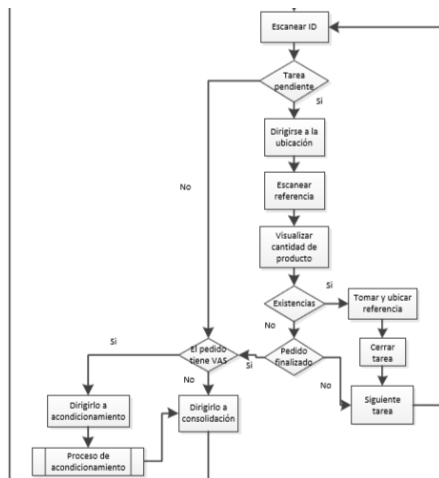 Escanear ID
Tarea
pendiente
Si
Dirigirse a la
ubicación
No
Escanear
referencia
Visualizar
cantidad de
producto
Si
Existencias
Tomar y ubicar
referencia
No
Cerrar
tarea
Si
El pedido
tiene VAS
Pedido
finalizado
Si
No
No
Dirigirlo a
acondicionamiento
Dirigirlo a
consolidación
Siguiente
tarea
Proceso de
acondicionamiento